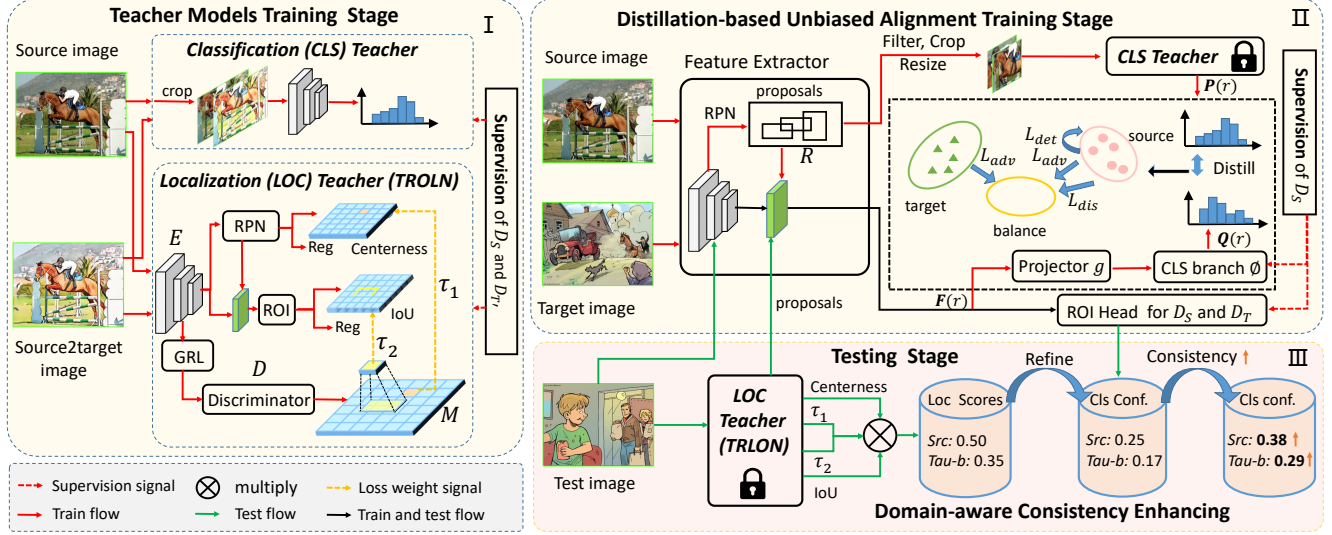 Teacher Models Training Stage
I
Source image
Classification (CLS) Teacher
crop
Localization (LOC) Teacher (TROLN)
E
RPN
Reg
Centerness
ROI
Reg
IoU
τ1
τ2
GRL
D
Discriminator
M
Source2target
image
Supervision of D_S and D_T',
Supervision signal
multiply
Loss weight signal
Train flow
Test flow
Train and test flow
Distillation-based Unbiased Alignment Training Stage
II
Source image
Feature Extractor
Filter, Crop
Resize
CLS Teacher
P(r)
proposals
RPN
R
L_det
L_adv
L_adv
L_dis
source
target
balance
Distill
Q(r)
Projector g
CLS branch ∅
F(r)
Target image
proposals
ROI Head for D_S and D_T
Supervision of D_S
Testing Stage
III
Refine
Consistency ↑
LOC
Teacher
(TRLON)
Centerness
τ1
τ2
IoU
Test image
Loc Scores
Src: 0.50
Tau-b: 0.35
Cls Conf.
Src: 0.25
Tau-b: 0.17
Cls conf.
Src: 0.38 ↑
Tau-b: 0.29 ↑
Domain-aware Consistency Enhancing